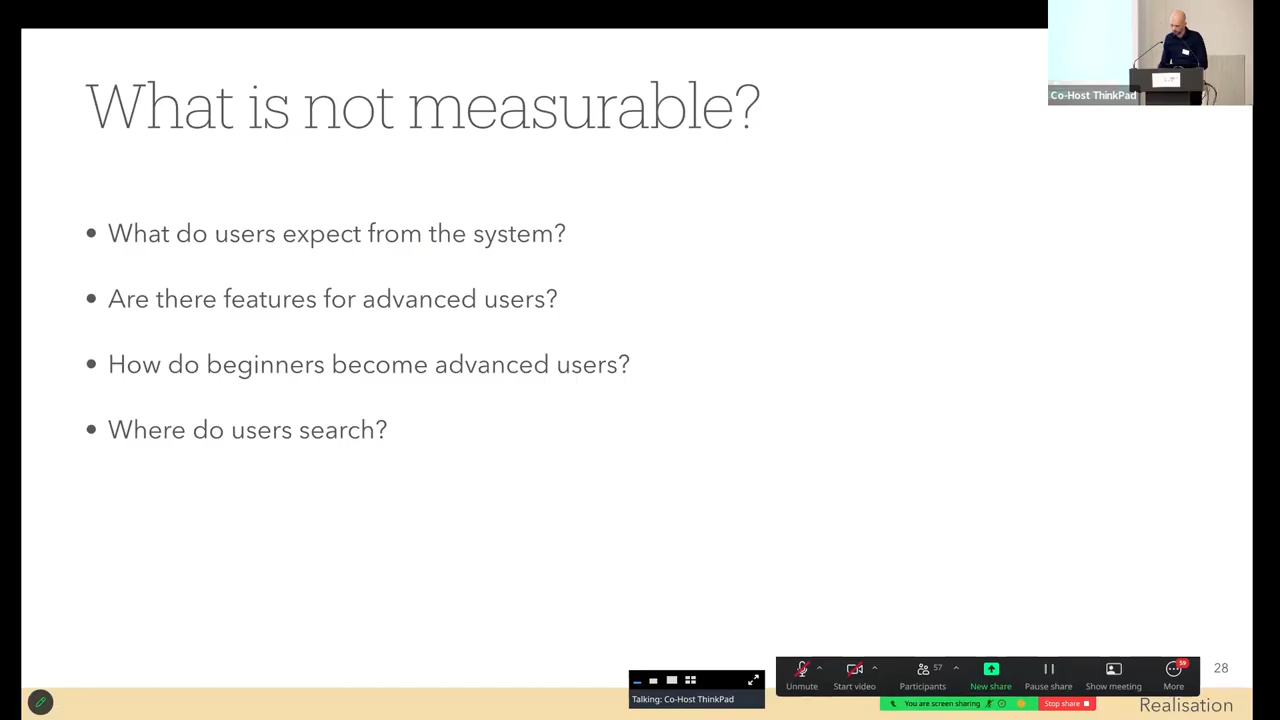 What is not measurable?
Co-Host ThinkPad
• What do users expect from the system?
• Are there features for advanced users?
• How do beginners become advanced users?
• Where do users search?
28
59
57
Unmute
Start video
Participants
New share
Pause share
Show meeting
More
Talking: Co-Host ThinkPad
You are screen sharing
Stop share
Realisation